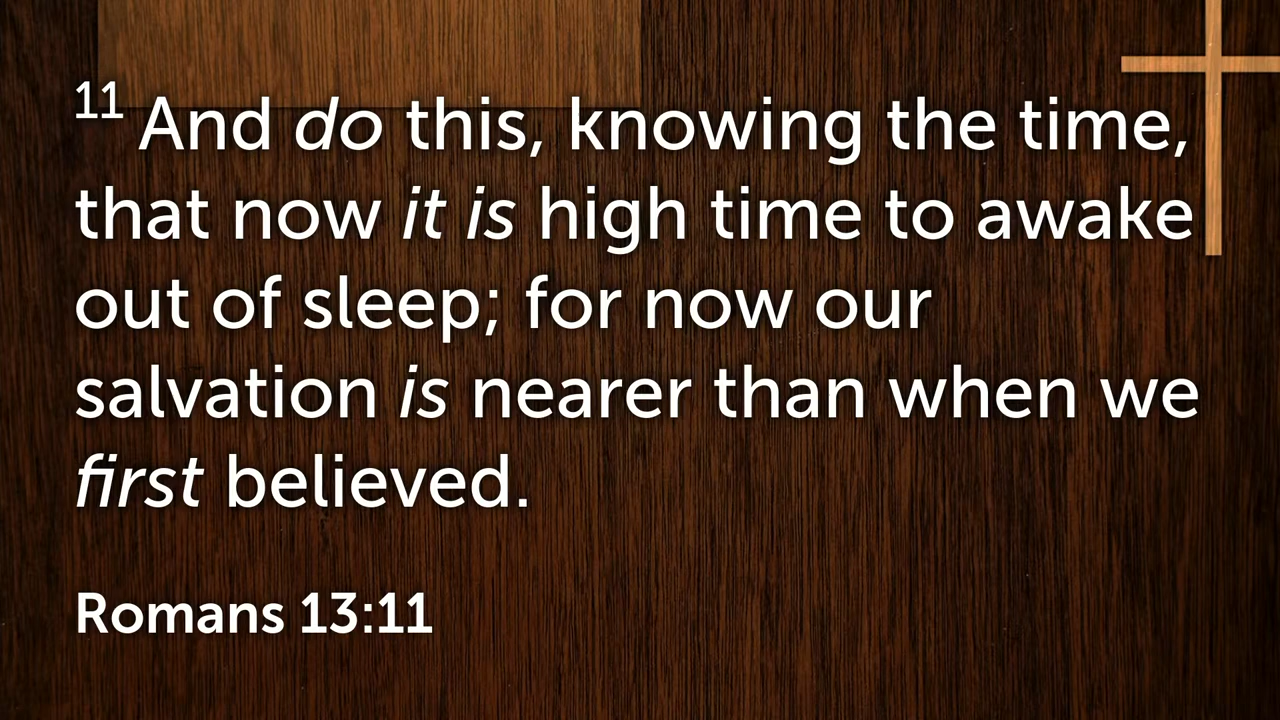 11 And do this, knowing the time,
that now it is high time to awake
out of sleep; for now our
salvation is nearer than when we
first believed.
Romans 13:11